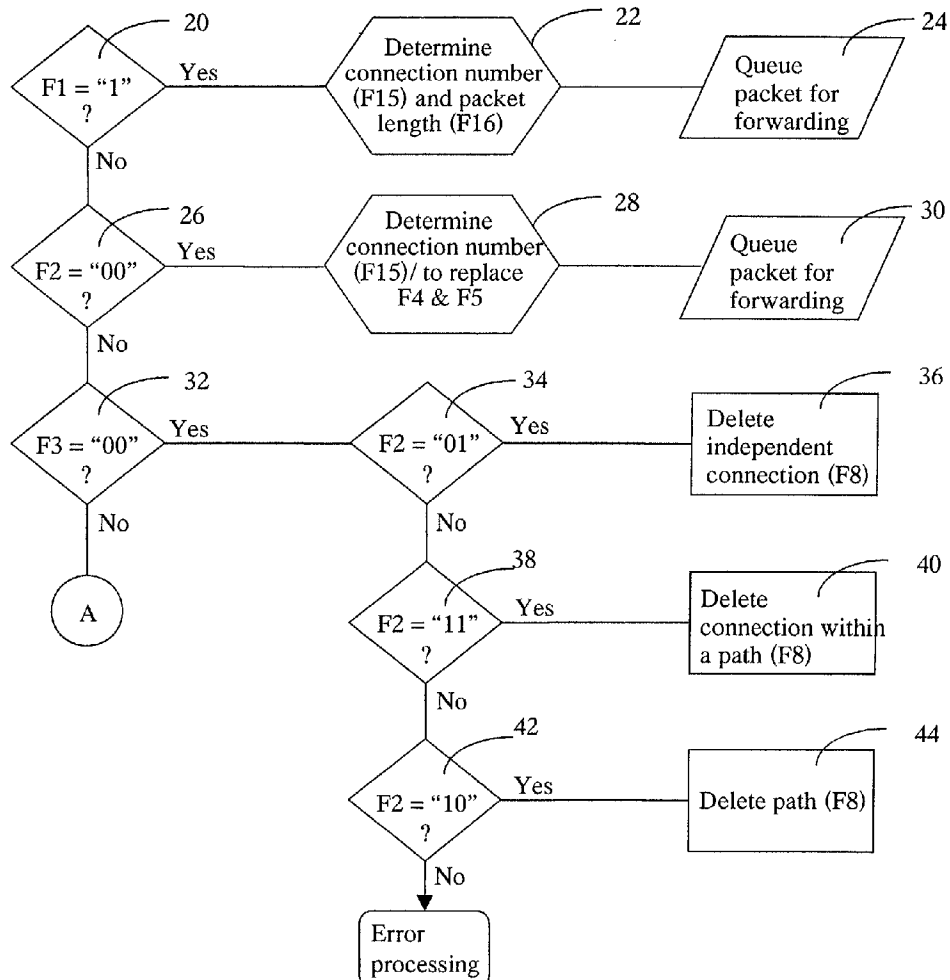 20
F1 = “1”
?
Yes
No
22
Determine
connection number
(F15) and packet
length (F16)
24
Queue
packet for
forwarding
26
F2 = “00”
?
Yes
No
28
Determine
connection number
(F15)/ to replace
F4 & F5
30
Queue
packet for
forwarding
32
F3 = “00”
?
Yes
No
A
34
F2 = “01”
?
Yes
No
36
Delete
independent
connection (F8)
38
F2 = “11”
?
Yes
No
40
Delete
connection within
a path (F8)
42
F2 = “10”
?
Yes
No
44
Delete path (F8)
Error
processing